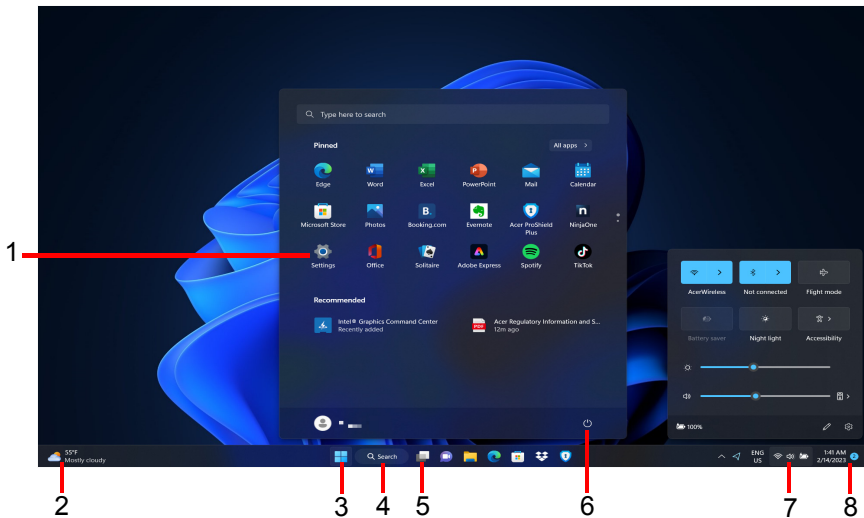 Type here to search
Pinned
All apps >
Edge
Word
Excel
PowerPoint
Mail
Calendar
Microsoft Store
Photos
Booking.com
Evernote
Acer ProShield
Plus
NinjaOne
1
Settings
Office
Solitaire
Adobe Express
Spotify
TikTok
Recommended
Intel® Graphics Command Center
Recently added
PDF
Acer Regulatory Information and S...
12m ago
AcerWireless
Not connected
Flight mode
Battery saver
Night light
Accessibility
100%
55°F
Mostly cloudy
Search
ENG
US
1:41 AM
2/14/2023
2
2
3
4
5
6
7
8